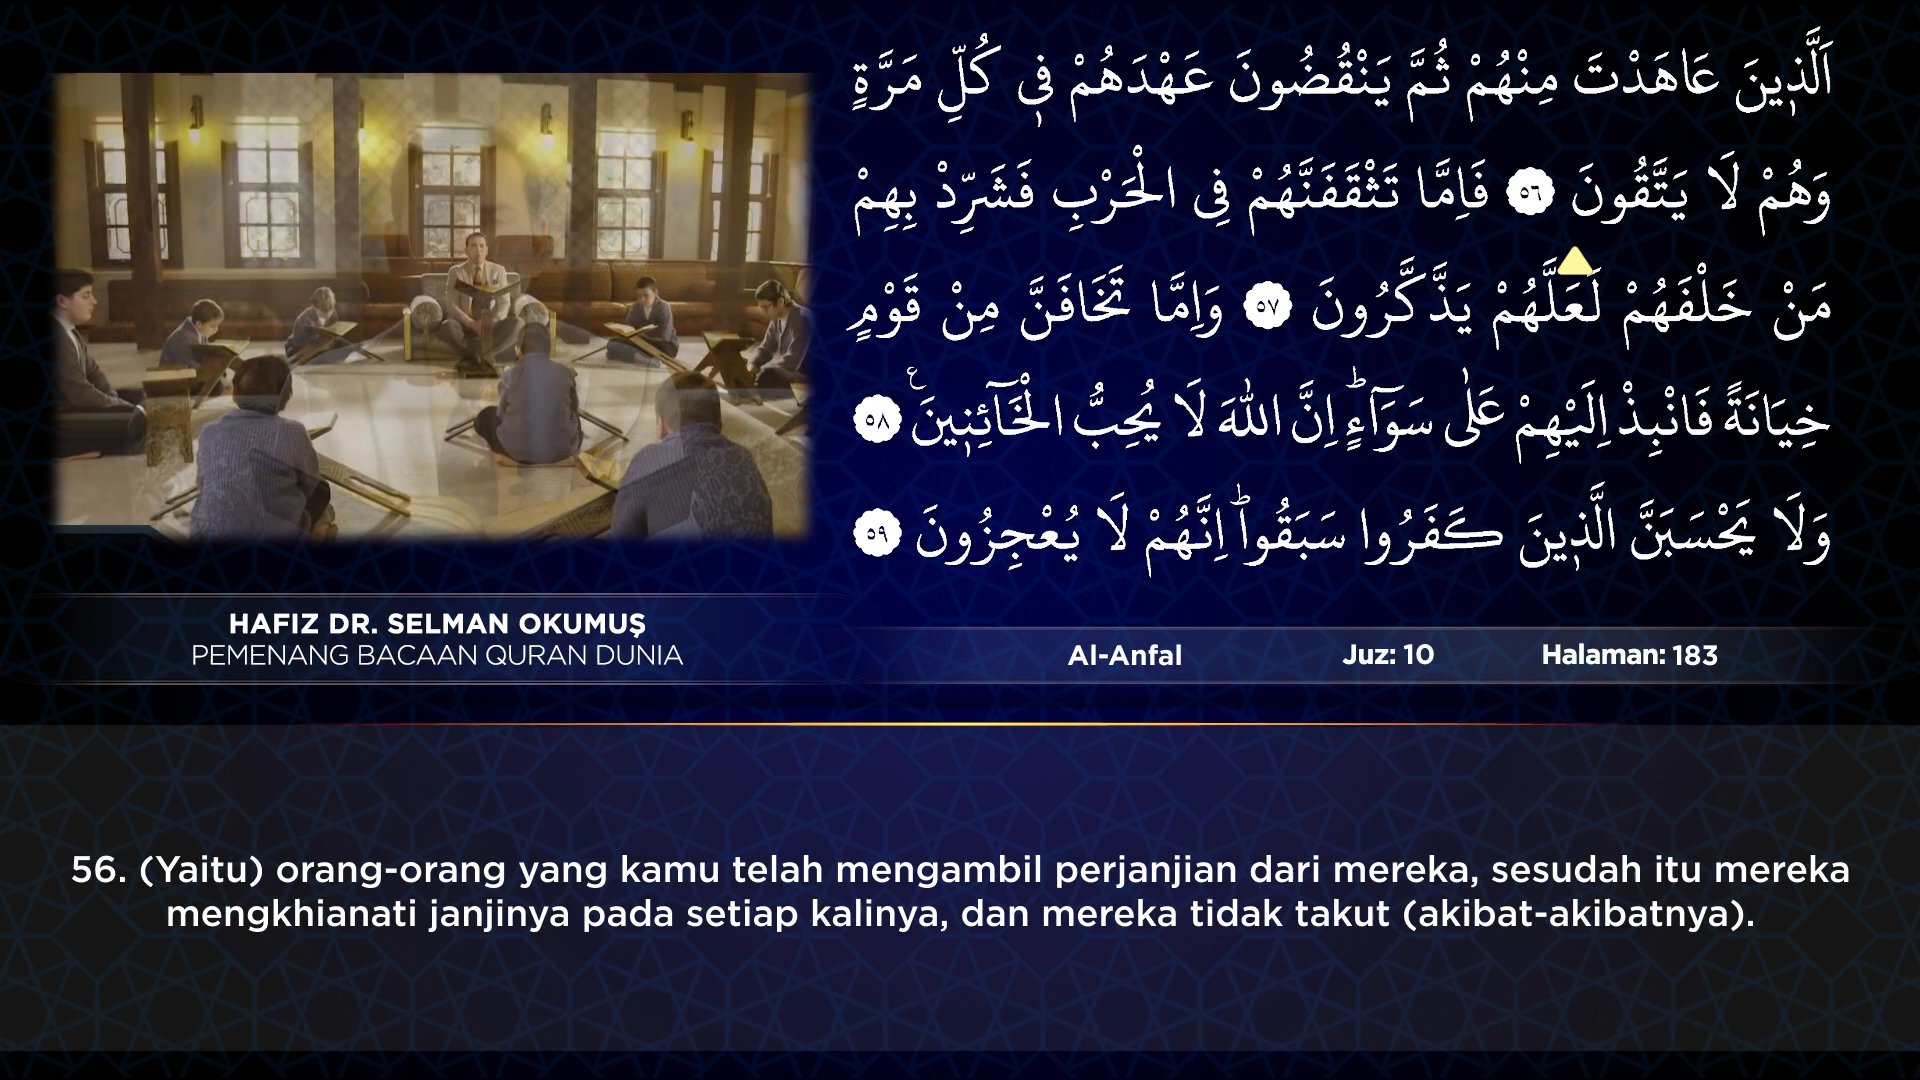 اَلَّذ۪ينَ عَاهَدْتَ مِنْهُمْ ثُمَّ يَنْقُضُونَ عَهْدَهُمْ ف۪ي كُلِّ مَرَّةٍ
وَهُمْ لَا يَتَّقُونَ ٥٦ فَاِمَّا تَثْقَفَنَّهُمْ فِي الْحَرْبِ فَشَرِّدْ بِهِمْ
مَنْ خَلْفَهُمْ لَعَلَّهُمْ يَذَّكَّرُونَ ٥٧ وَاِمَّا تَخَافَنَّ مِنْ قَوْمٍ
خِيَانَةً فَانْبِذْ اِلَيْهِمْ عَلٰى سَوَٓاءٍۜ اِنَّ اللّٰهَ لَا يُحِبُّ الْخَٓائِن۪ينَ۟ ٥٨
وَلَا يَحْسَبَنَّ الَّذ۪ينَ كَفَرُوا سَبَقُواۜ اِنَّهُمْ لَا يُعْجِزُونَ ٥٩
HAFIZ DR. SELMAN OKUMUŞ
PEMENANG BACAAN QURAN DUNIA
Al-Anfal Juz: 10 Halaman: 183
56. (Yaitu) orang-orang yang kamu telah mengambil perjanjian dari mereka, sesudah itu mereka
mengkhianati janjinya pada setiap kalinya, dan mereka tidak takut (akibat-akibatnya).